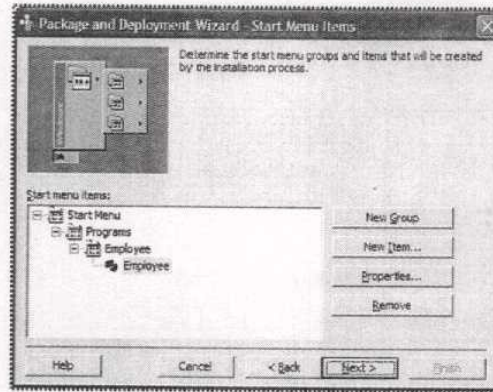 Package and Deployment Wizard - Start Menu Items
Determine the start menu groups and items that will be created
by the installation process.
Start menu items:
Start Menu
Programs
Employee
Employee
New Group
New Item...
Properties...
Remove
Help
Cancel
< Back
Next >
Finish